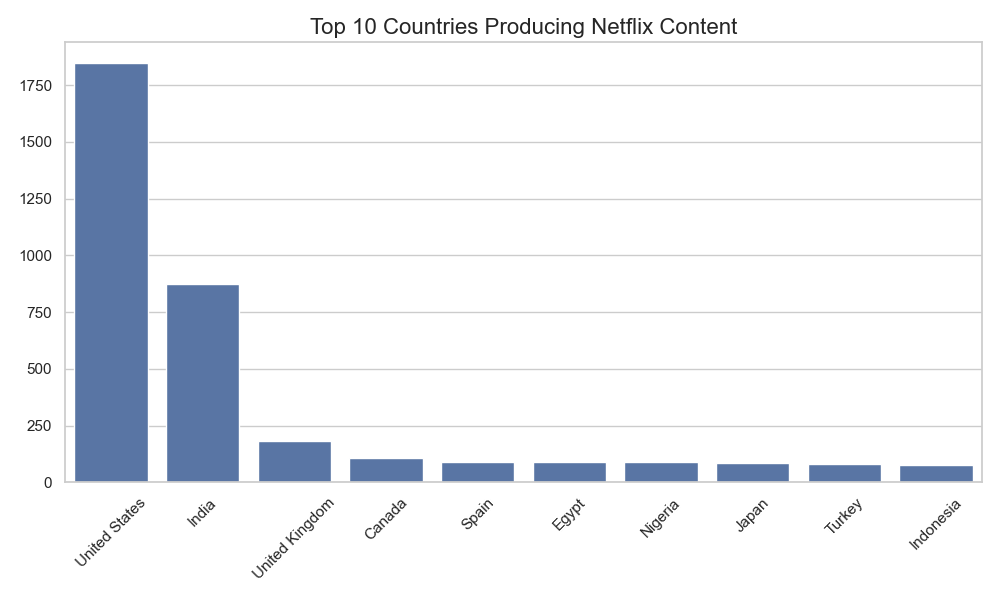 Top 10 Countries Producing Netflix Content
1750
1500
1250
1000
750
500
250
0
United States
India
United Kingdom
Canada
Spain
Egypt
Nigeria
Japan
Turkey
Indonesia